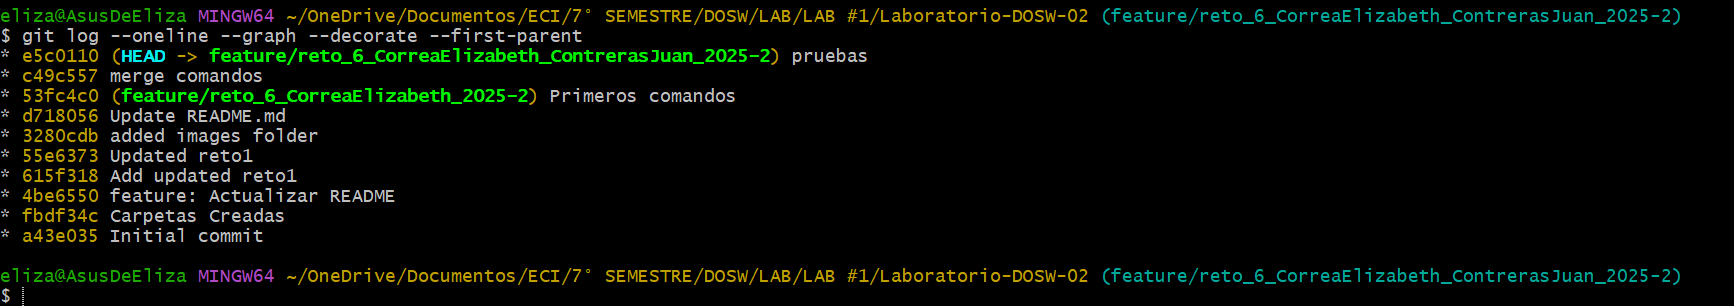 eliza@AsusDeEliza MINGW64 ~/OneDrive/Documentos/ECI/7° SEMESTRE/DOSW/LAB/LAB #1/Laboratorio-DOSW-02 (feature/reto_6_CorreaElizabeth_ContrerasJuan_2025-2)
$ git log --oneline --graph --decorate --first-parent
* e5c0110 (HEAD -> feature/reto_6_CorreaElizabeth_ContrerasJuan_2025-2) pruebas
* c49c557 merge comandos
* 53fc4c0 (feature/reto_6_CorreaElizabeth_2025-2) Primeros comandos
* d718056 Update README.md
* 3280cdb added images folder
* 55e6373 Updated reto1
* 615f318 Add updated reto1
* 4be6550 feature: Actualizar README
* fbdf34c Carpetas Creadas
* a43e035 Initial commit
eliza@AsusDeEliza MINGW64 ~/OneDrive/Documentos/ECI/7° SEMESTRE/DOSW/LAB/LAB #1/Laboratorio-DOSW-02 (feature/reto_6_CorreaElizabeth_ContrerasJuan_2025-2)
$